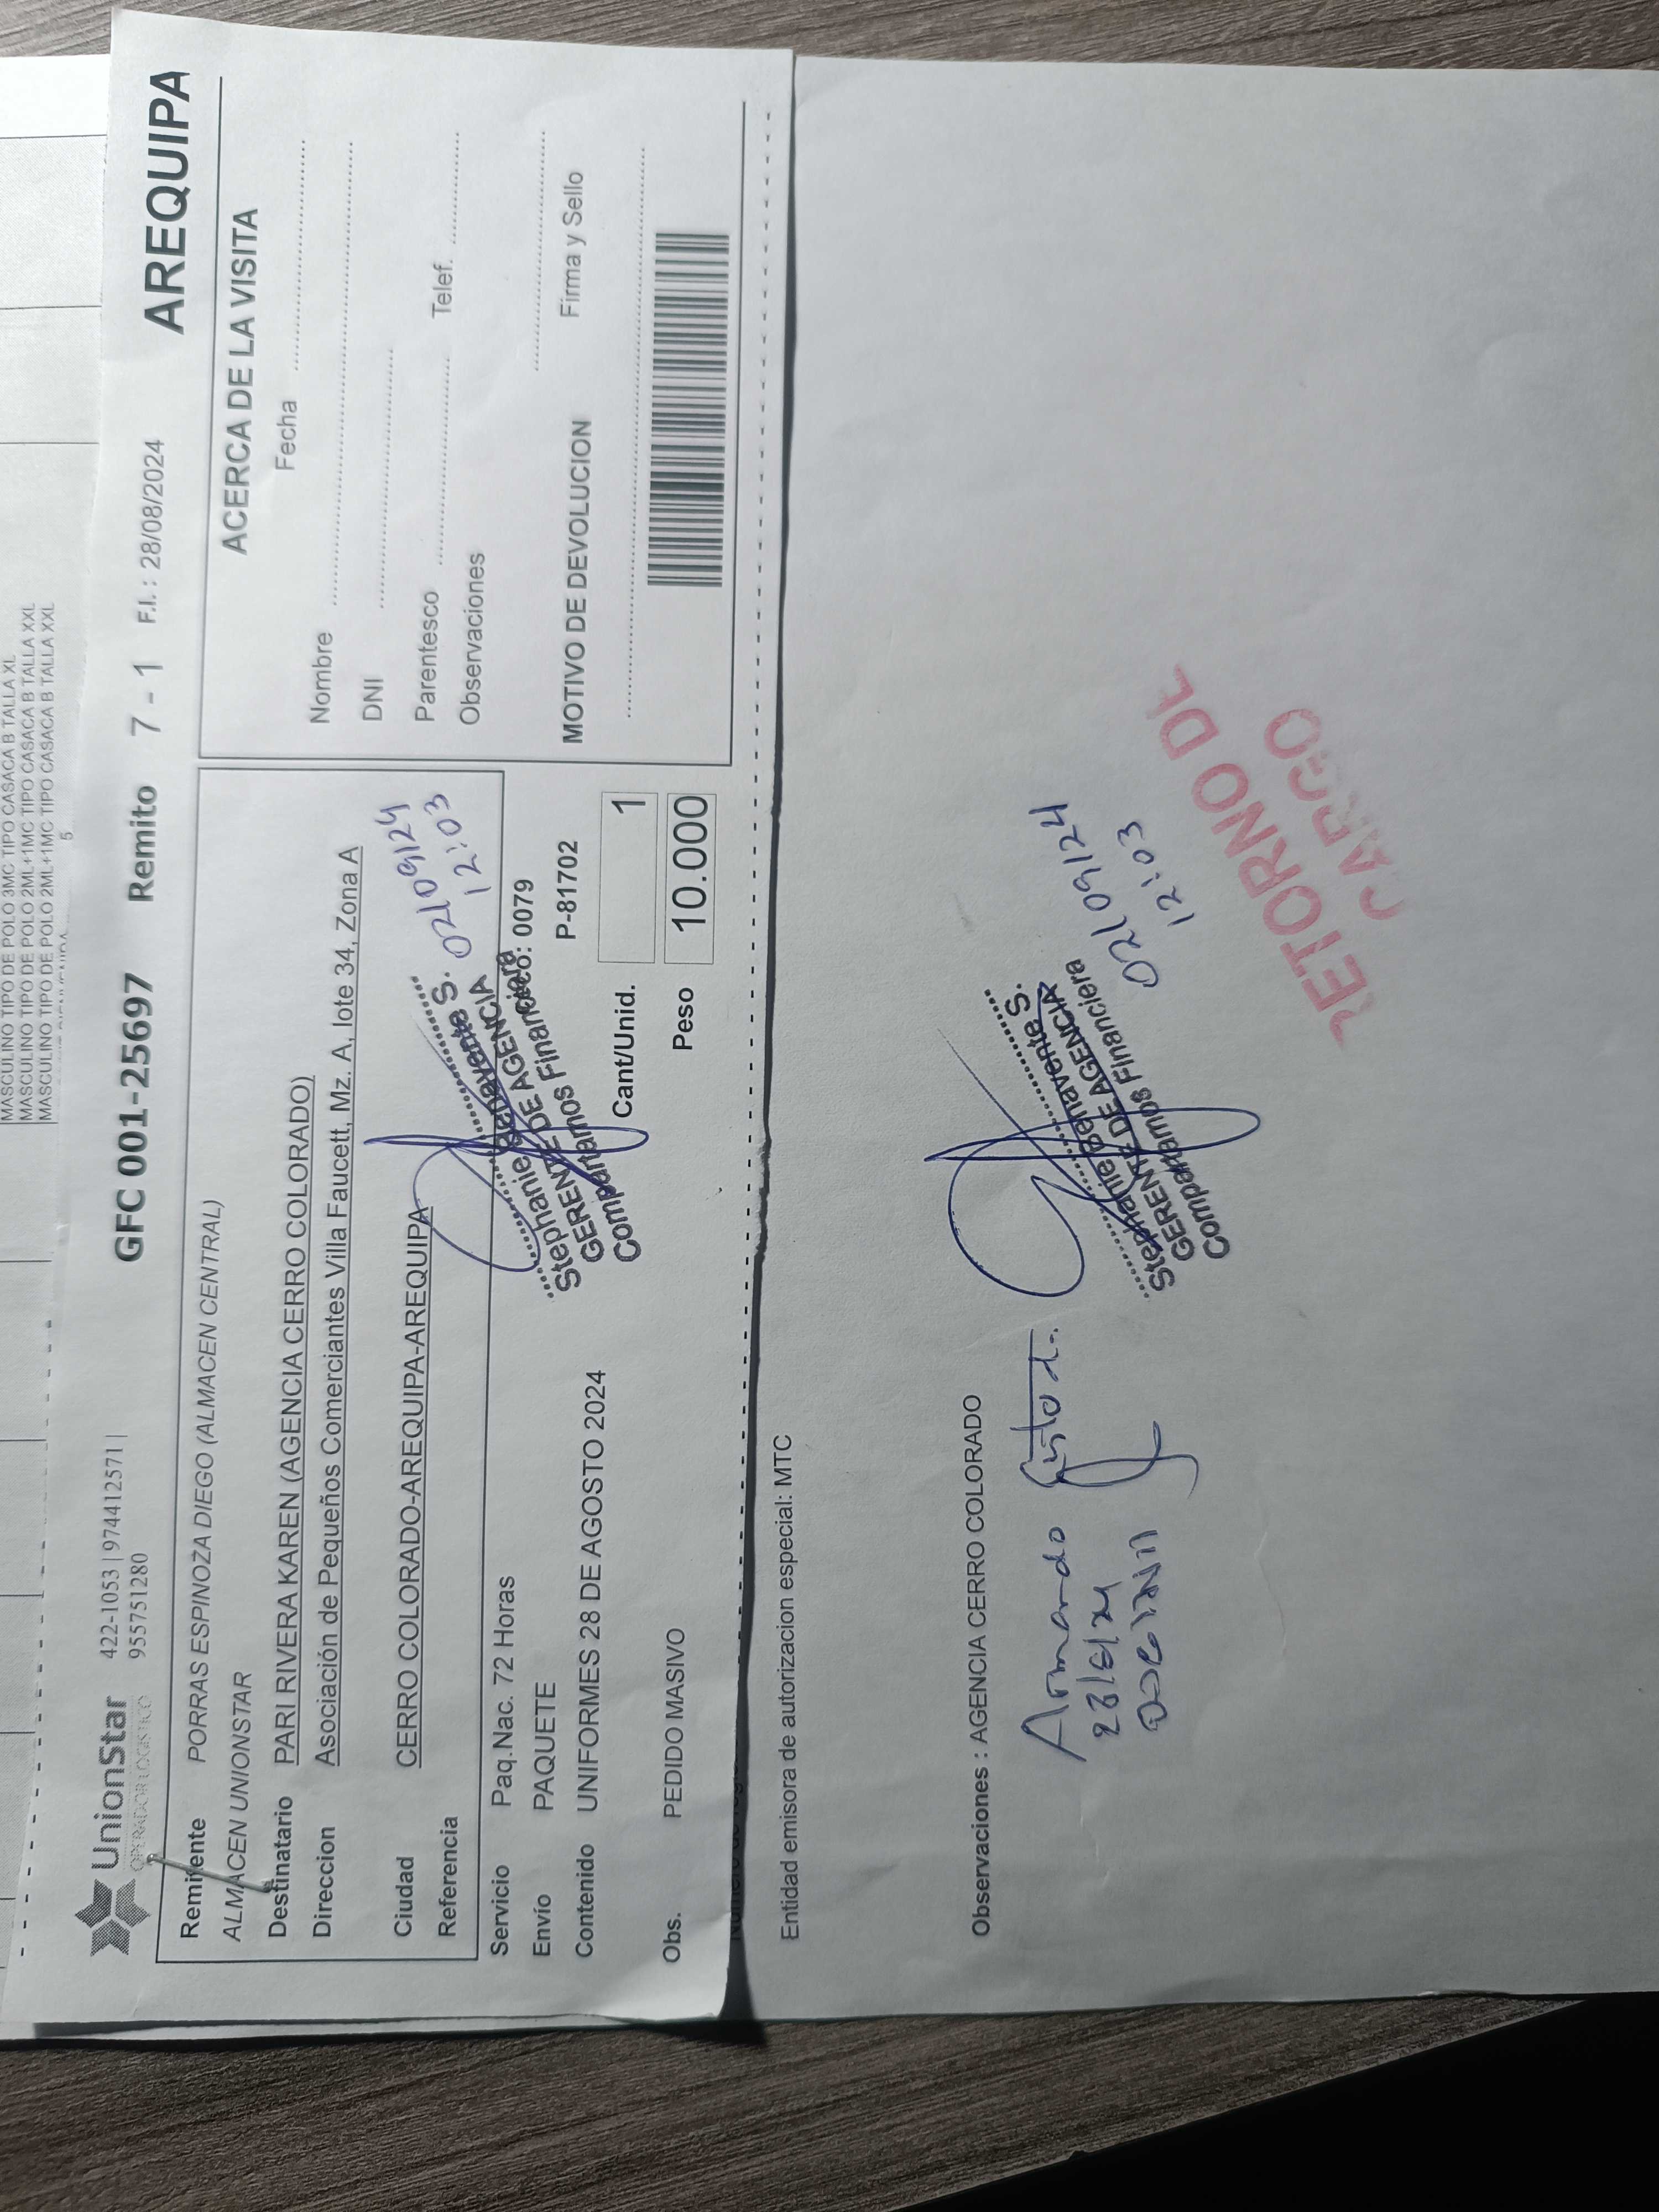 MASCULINO TIPO DE POLO 3MC TIPO CASACA B TALLA XL
MASCULINO TIPO DE POLO 2ML+1MC TIPO CASACA B TALLA XXL
MASCULINO TIPO DE POLO 2ML+1MC TIPO CASACA B TALLA XXL
5
UnionStar
OPERADOR LOGISTICO
422-1053 | 974412571 |
955751280
GFC 001-25697 Remito 7 - 1 F.I. : 28/08/2024 AREQUIPA
Remitente PORRAS ESPINOZA DIEGO (ALMACEN CENTRAL)
ALMACEN UNIONSTAR
Destinatario PARI RIVERA KAREN (AGENCIA CERRO COLORADO)
Direccion Asociación de Pequeños Comerciantes Villa Faucett, Mz. A, lote 34, Zona A
Ciudad CERRO COLORADO-AREQUIPA-AREQUIPA
Referencia
02/09/24
12:03
Stephanie Benavente S.
GERENTE DE AGENCIA
Compartamos Financiera
Servicio Paq.Nac. 72 Horas
0079
Envío PAQUETE P-81702
Contenido UNIFORMES 28 DE AGOSTO 2024
Cant/Unid. 1
Obs. PEDIDO MASIVO
Peso 10.000
ACERCA DE LA VISITA
Fecha
Nombre
DNI
Parentesco Telef.
Observaciones
MOTIVO DE DEVOLUCION Firma y Sello
Entidad emisora de autorizacion especial: MTC
Observaciones : AGENCIA CERRO COLORADO
Armando
02/09/24
12:03
Stephanie Benavente S.
GERENTE DE AGENCIA
Compartamos Financiera
RETORNO DE
CARGO